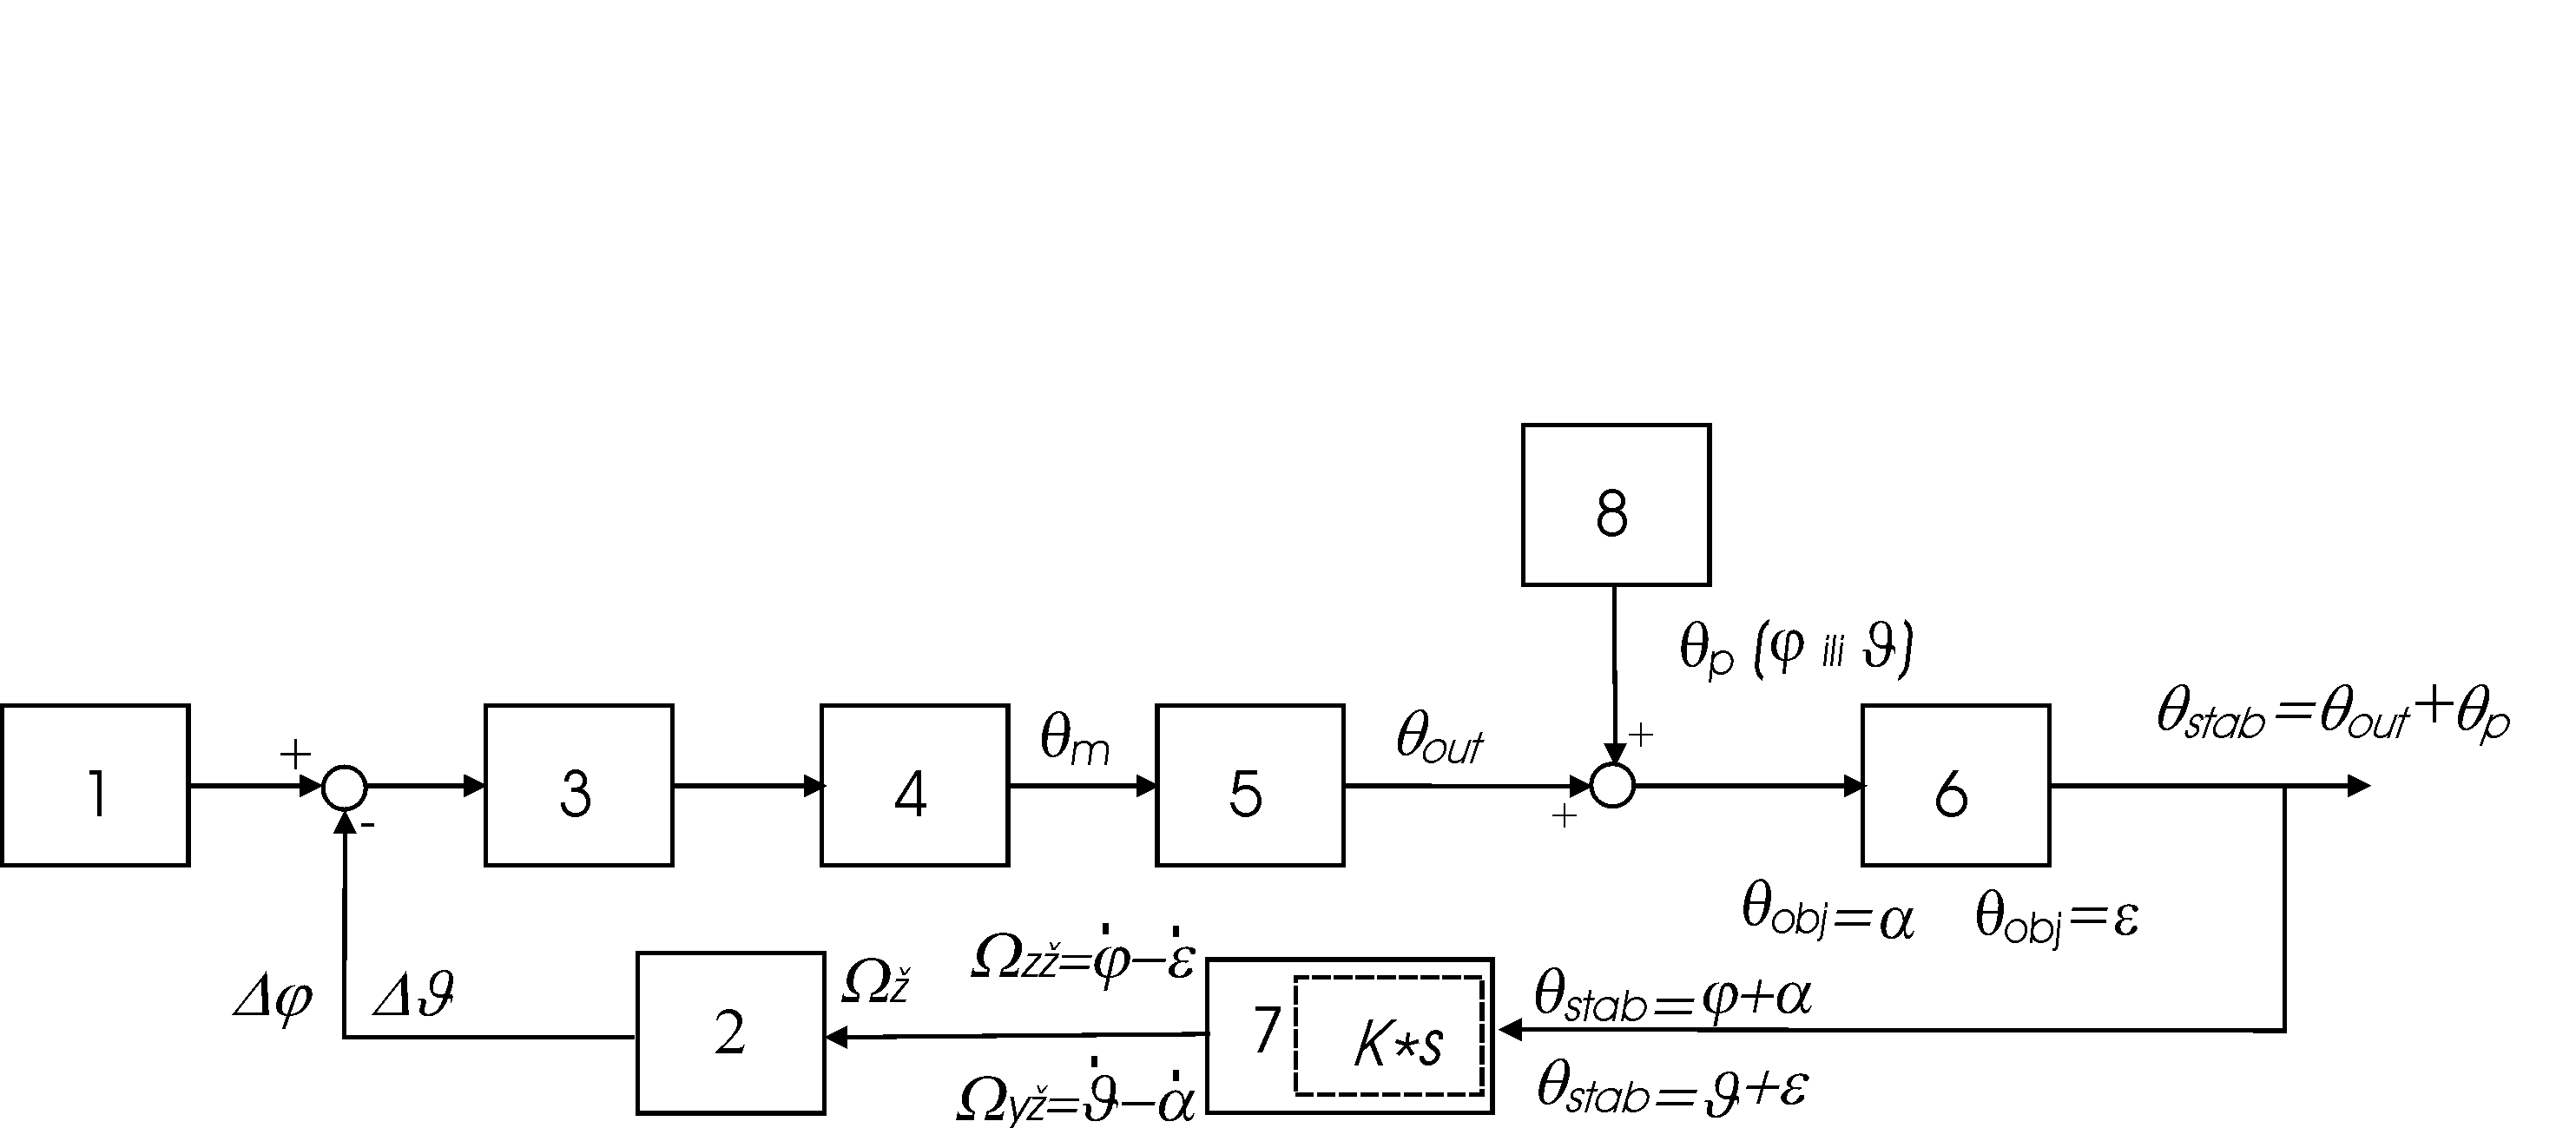 8
θp (φ ili ϑ)
+
1
+
-
3
4
θm
5
θout
+
6
θstab=θout+θp
θobj=α
θobj=ε
Δφ
Δϑ
2
Ωž
Ωzž=φ̇−ε̇
Ωyž=ϑ̇−α̇
7
K*s
θstab=φ+α
θstab=ϑ+ε